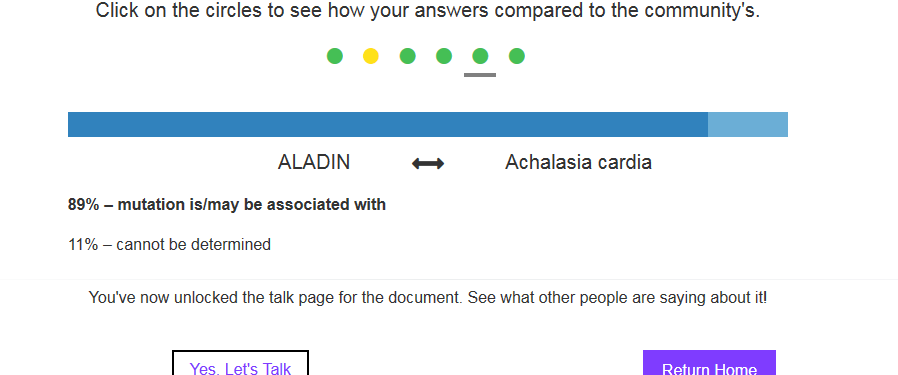 Click on the circles to see how your answers compared to the community's.
ALADIN Achalasia cardia
89% – mutation is/may be associated with
11% – cannot be determined
You've now unlocked the talk page for the document. See what other people are saying about it!
Yes, Let's Talk Return Home